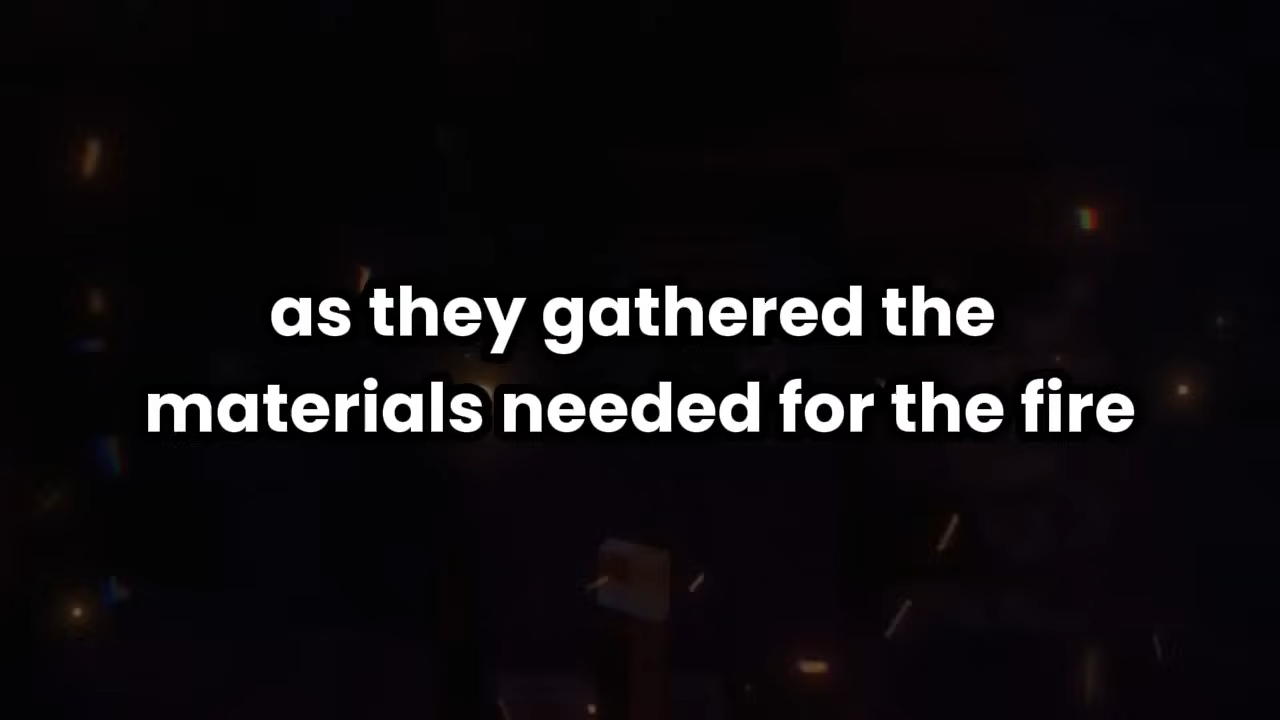 as they gathered the
materials needed for the fire